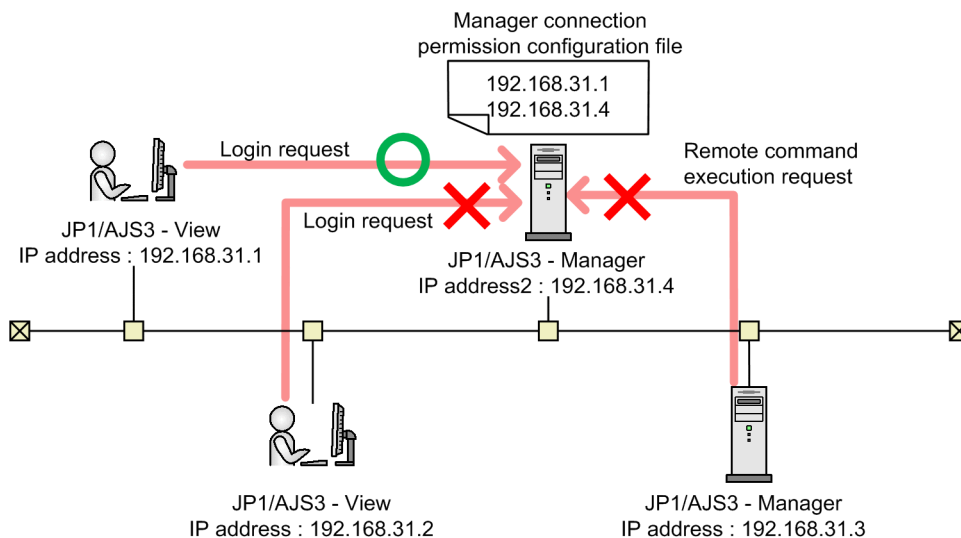 Manager connection
permission configuration file
192.168.31.1
192.168.31.4
Login request
Remote command
execution request
Login request
JP1/AJS3 - View
IP address : 192.168.31.1
JP1/AJS3 - Manager
IP address2 : 192.168.31.4
JP1/AJS3 - View
IP address : 192.168.31.2
JP1/AJS3 - Manager
IP address : 192.168.31.3